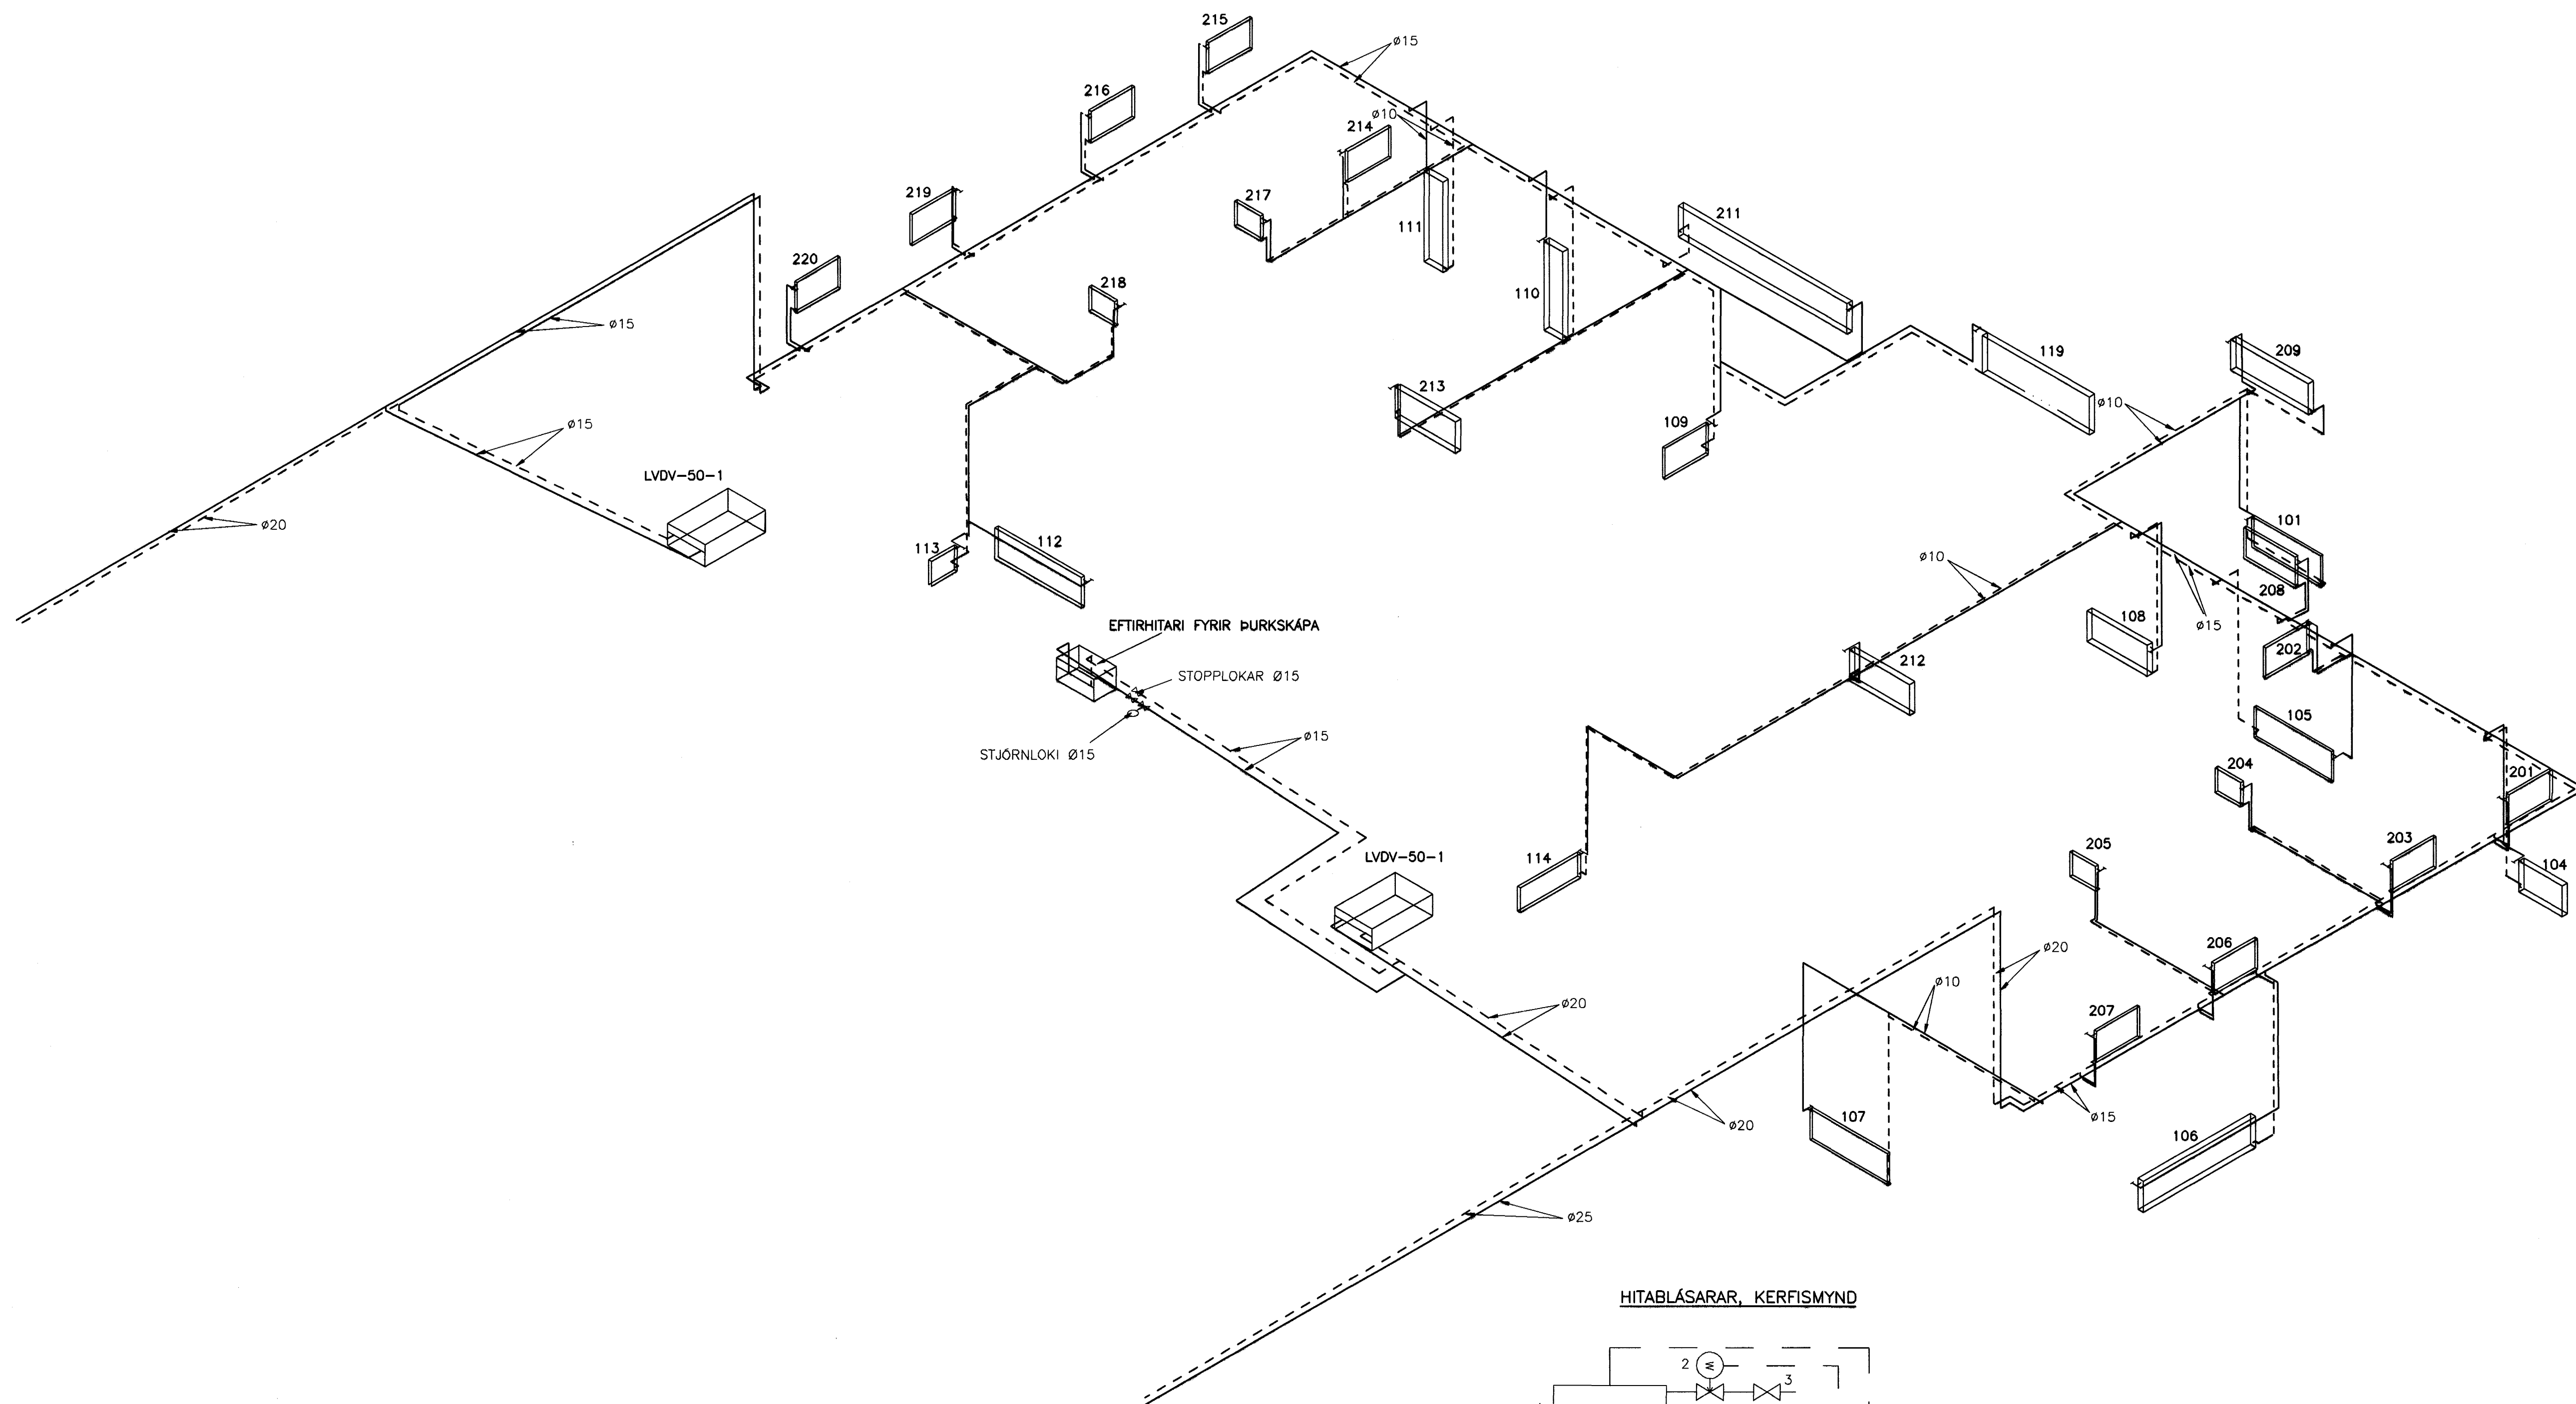 215
ø15
216
ø10
214
219
217
211
111
220
218
110
ø15
119
209
213
ø10
109
ø15
LVDV-50-1
ø20
101
113
112
ø10
208
108
ø15
EFTIRHITARI FYRIR ÞURKSKÁPA
202
212
STOPPLOKAR Ø15
105
ø15
STJÓRNLOKI Ø15
204
201
203
LVDV-50-1
205
114
104
206
ø20
ø10
ø20
207
107
ø15
ø20
106
ø25
HITABLÁSARAR, KERFISMYND
2
M
3